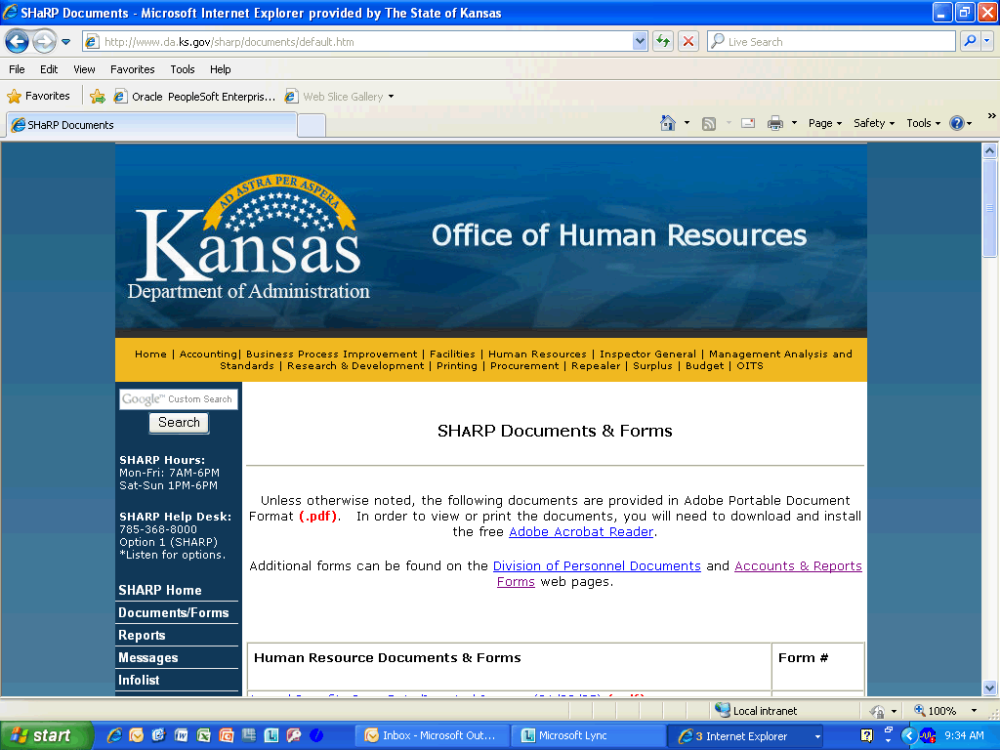 SHaRP Documents - Microsoft Internet Explorer provided by The State of Kansas
http://www.da.ks.gov/sharp/documents/default.htm
Live Search
File Edit View Favorites Tools Help
Favorites Oracle PeopleSoft Enterpris... Web Slice Gallery
SHaRP Documents
Page Safety Tools
AD ASTRA PER ASPERA
Kansas
Department of Administration
Office of Human Resources
Home | Accounting| Business Process Improvement | Facilities | Human Resources | Inspector General | Management Analysis and
Standards | Research & Development | Printing | Procurement | Repealer | Surplus | Budget | OITS
Google™ Custom Search
Search
SHARP Hours:
Mon-Fri: 7AM-6PM
Sat-Sun 1PM-6PM
SHARP Help Desk:
785-368-8000
Option 1 (SHARP)
*Listen for options.
SHARP Home
Documents/Forms
Reports
Messages
Infolist
SHARP Documents & Forms
Unless otherwise noted, the following documents are provided in Adobe Portable Document
Format (.pdf). In order to view or print the documents, you will need to download and install
the free Adobe Acrobat Reader.
Additional forms can be found on the Division of Personnel Documents and Accounts & Reports
Forms web pages.
Human Resource Documents & Forms Form #
Local intranet 100%
start
Inbox - Microsoft Out... Microsoft Lync 3 Internet Explorer 9:34 AM